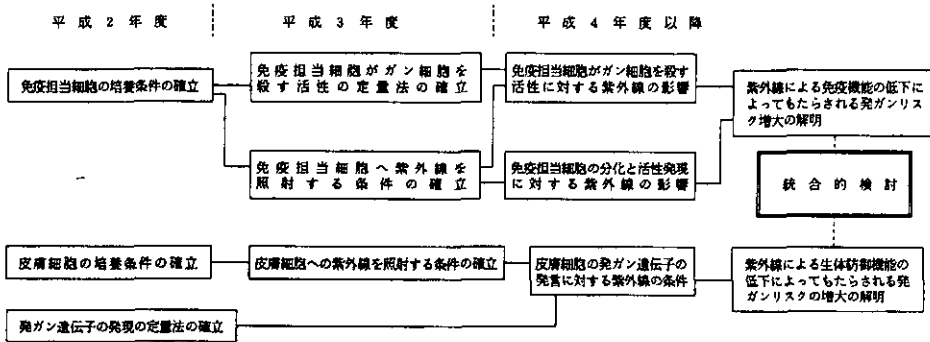 平成2年度
平成3年度
平成4年度以降
免疫担当細胞の培養条件の確立
免疫担当細胞がガン細胞を
殺す活性の定量法の確立
免疫担当細胞がガン細胞を殺す
活性に対する紫外線の影響
紫外線による免疫機能の低下に
よってもたらされる発ガンリス
ク増大の解明
免疫担当細胞へ紫外線を
照射する条件の確立
免疫担当細胞の分化と活性発現
に対する紫外線の影響
統合的検討
皮膚細胞の培養条件の確立
皮膚細胞への紫外線を照射する条件の確立
皮膚細胞の発ガン遺伝子の
発言に対する紫外線の条件
紫外線による生体防御機能の
低下によってもたらされる発
ガンリスクの増大の解明
発ガン遺伝子の発現の定量法の確立